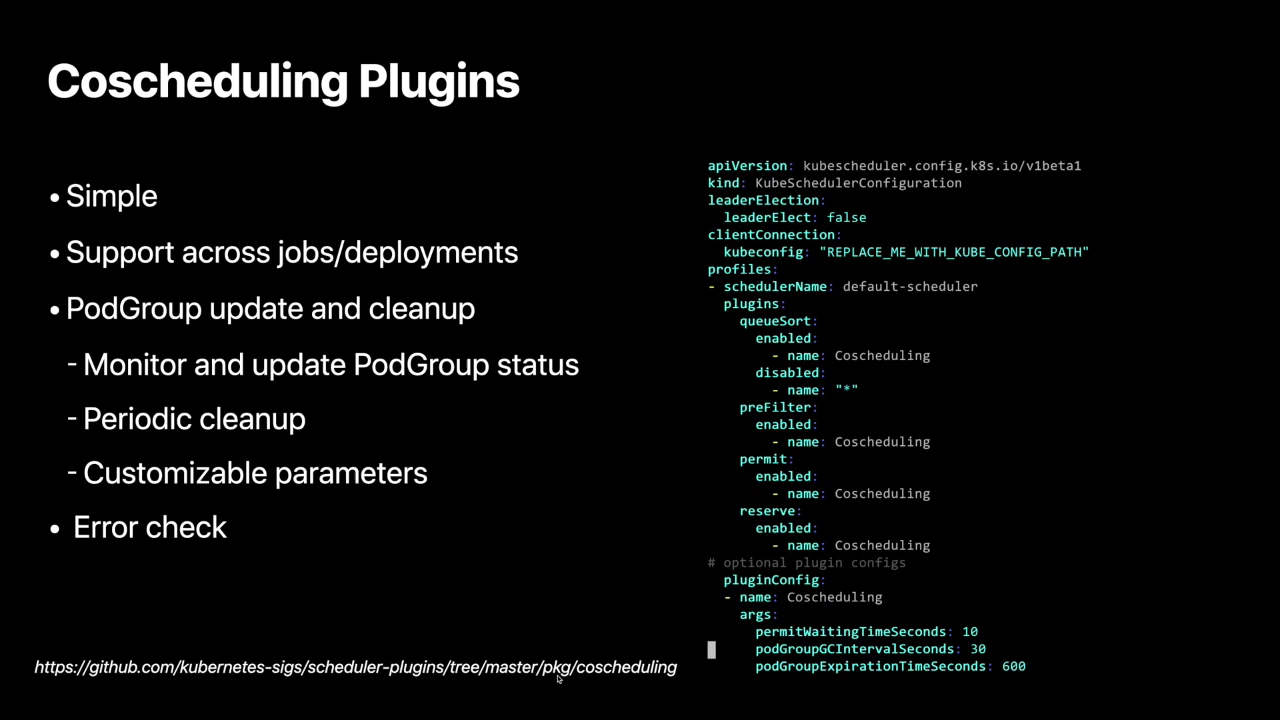 Coscheduling Plugins
• Simple
• Support across jobs/deployments
• PodGroup update and cleanup
- Monitor and update PodGroup status
- Periodic cleanup
- Customizable parameters
• Error check
https://github.com/kubernetes-sigs/scheduler-plugins/tree/master/pkg/coscheduling
apiVersion: kubescheduler.config.k8s.io/v1beta1
kind: KubeSchedulerConfiguration
leaderElection:
  leaderElect: false
clientConnection:
  kubeconfig: "REPLACE_ME_WITH_KUBE_CONFIG_PATH"
profiles:
- schedulerName: default-scheduler
  plugins:
    queueSort:
      enabled:
        - name: Coscheduling
      disabled:
        - name: "*"
    preFilter:
      enabled:
        - name: Coscheduling
    permit:
      enabled:
        - name: Coscheduling
    reserve:
      enabled:
        - name: Coscheduling
# optional plugin configs
  pluginConfig:
  - name: Coscheduling
    args:
      permitWaitingTimeSeconds: 10
      podGroupGCIntervalSeconds: 30
      podGroupExpirationTimeSeconds: 600